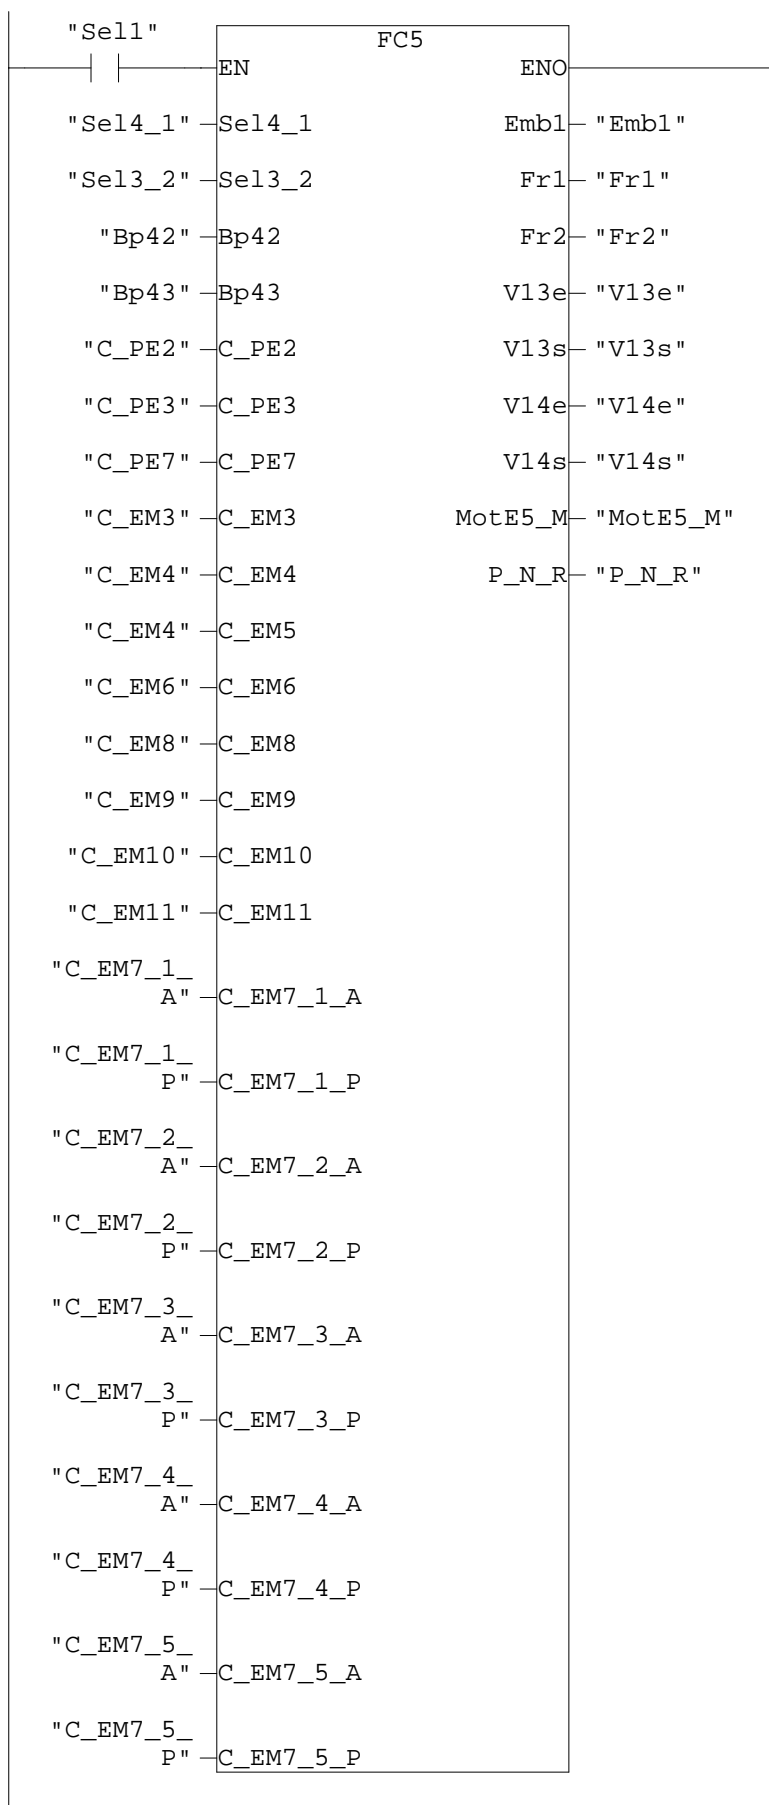 "Sel1"
FC5
EN ENO
"Sel4_1" Sel4_1 Emb1 "Emb1"
"Sel3_2" Sel3_2 Fr1 "Fr1"
"Bp42" Bp42 Fr2 "Fr2"
"Bp43" Bp43 V13e "V13e"
"C_PE2" C_PE2 V13s "V13s"
"C_PE3" C_PE3 V14e "V14e"
"C_PE7" C_PE7 V14s "V14s"
"C_EM3" C_EM3 MotE5_M "MotE5_M"
"C_EM4" C_EM4 P_N_R "P_N_R"
"C_EM4" C_EM5
"C_EM6" C_EM6
"C_EM8" C_EM8
"C_EM9" C_EM9
"C_EM10" C_EM10
"C_EM11" C_EM11
"C_EM7_1_
A" C_EM7_1_A
"C_EM7_1_
P" C_EM7_1_P
"C_EM7_2_
A" C_EM7_2_A
"C_EM7_2_
P" C_EM7_2_P
"C_EM7_3_
A" C_EM7_3_A
"C_EM7_3_
P" C_EM7_3_P
"C_EM7_4_
A" C_EM7_4_A
"C_EM7_4_
P" C_EM7_4_P
"C_EM7_5_
A" C_EM7_5_A
"C_EM7_5_
P" C_EM7_5_P